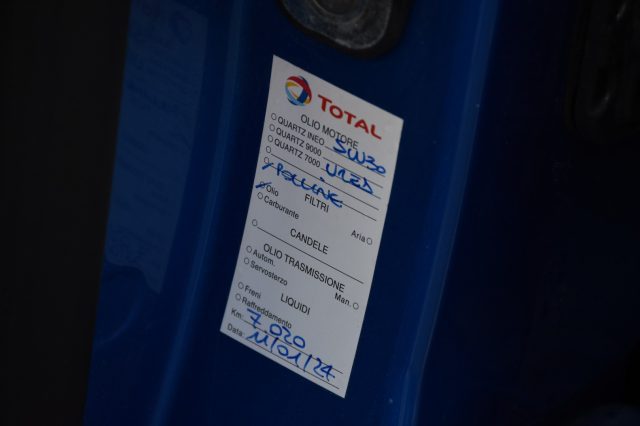 TOTAL
OLIO MOTORE
QUARTZ INEO 5W30
QUARTZ 9000
QUARTZ 7000
POLLINE
FILTRI
Olio
Carburante Aria
CANDELE
OLIO TRASMISSIONE
Autom. Man.
Servosterzo
LIQUIDI
Freni
Raffreddamento
Km: 7.020
Data: 11/01/24